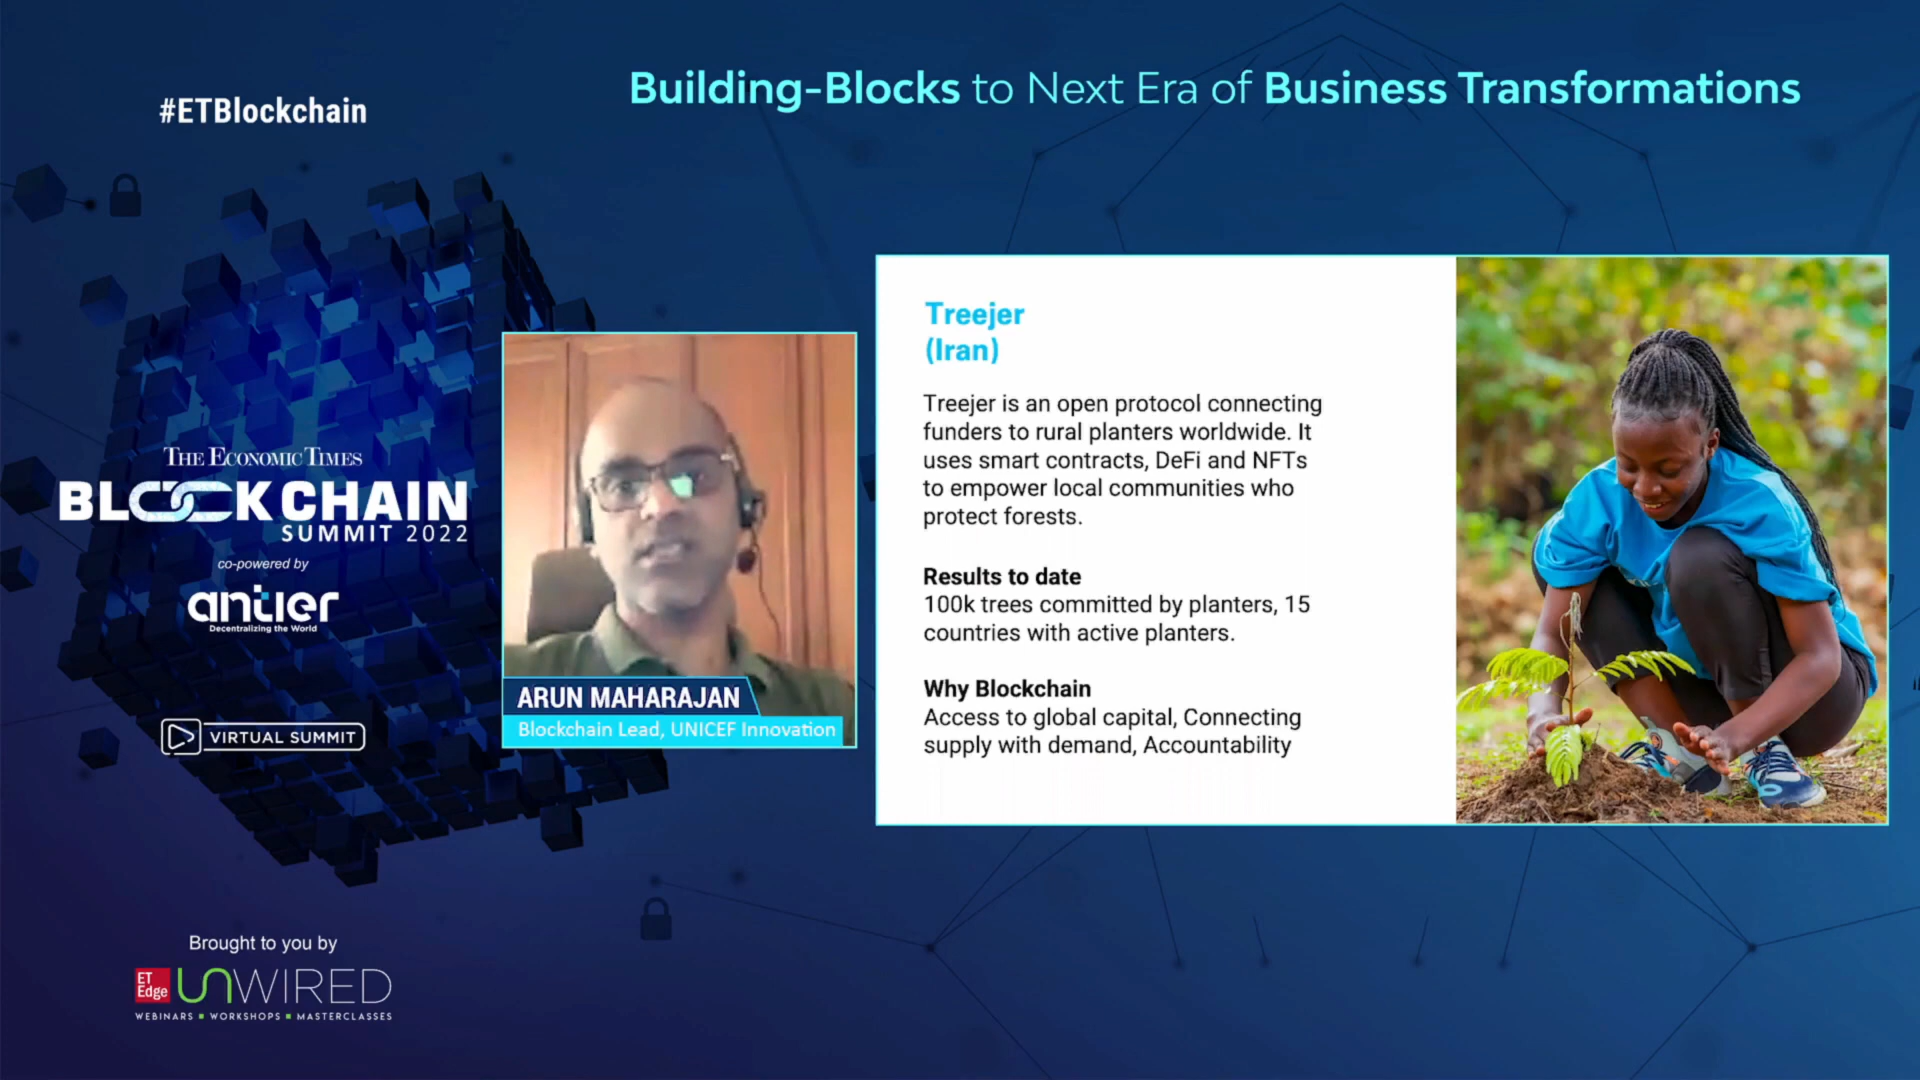 #ETBlockchain
Building-Blocks to Next Era of Business Transformations
THE ECONOMIC TIMES
BLOCKCHAIN
SUMMIT 2022
co-powered by
antier
Decentralizing the World
VIRTUAL SUMMIT
Brought to you by
ET
Edge
UNWIRED
WEBINARS ■ WORKSHOPS ■ MASTERCLASSES
ARUN MAHARAJAN
Blockchain Lead, UNICEF Innovation
Treejer
(Iran)
Treejer is an open protocol connecting
funders to rural planters worldwide. It
uses smart contracts, DeFi and NFTs
to empower local communities who
protect forests.
Results to date
100k trees committed by planters, 15
countries with active planters.
Why Blockchain
Access to global capital, Connecting
supply with demand, Accountability